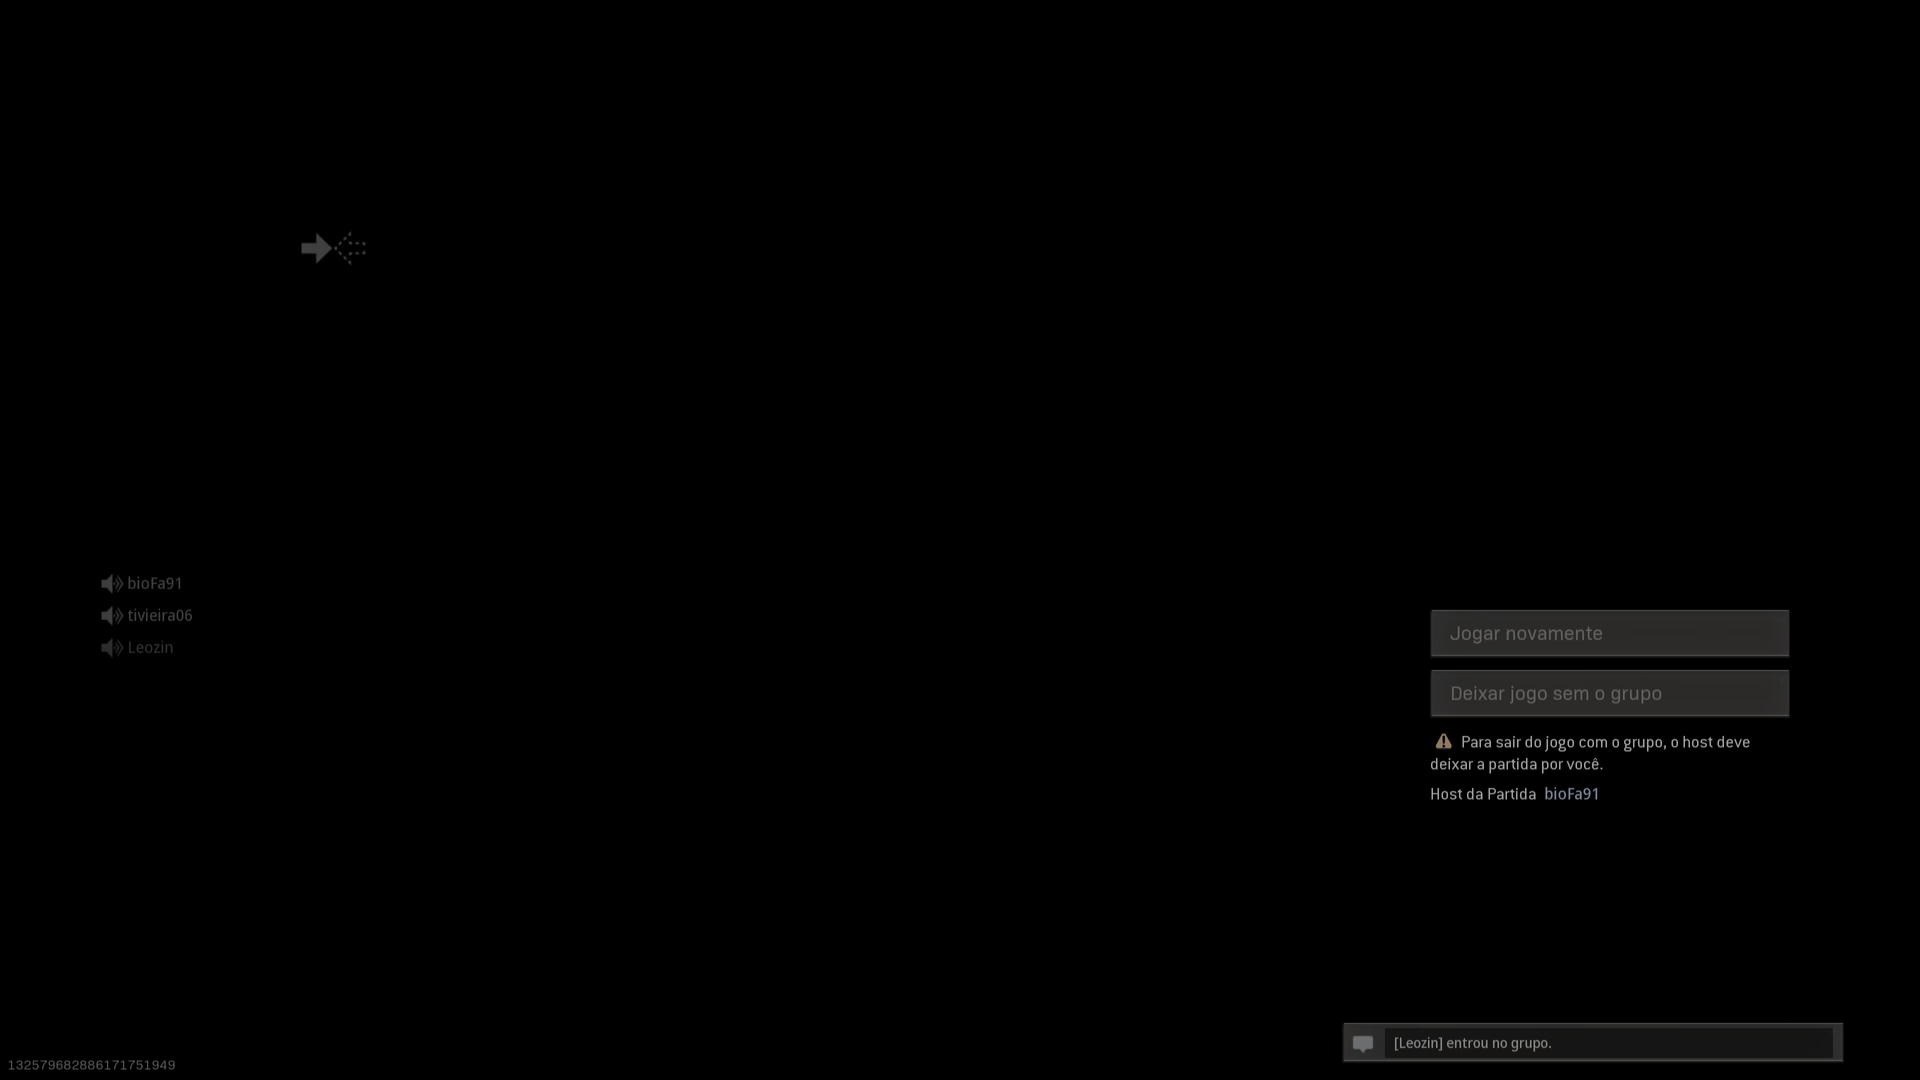 bioFa91
tivieira06
Leozin
Jogar novamente
Deixar jogo sem o grupo
Para sair do jogo com o grupo, o host deve
deixar a partida por você.
Host da Partida bioFa91
[Leozin] entrou no grupo.
132579682886171751949